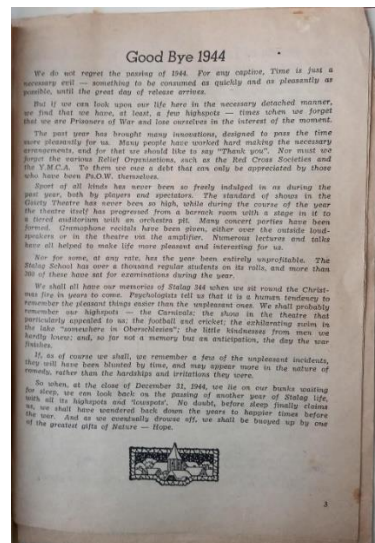 Good Bye 1944
We do not regret the passing of 1944. For any captive, Time is just a
necessary evil — something to be consumed as quickly and as pleasantly as
possible, until the great day of release arrives.
But if we can look upon our life here in the necessary detached manner,
we find that we have, at least, a few highspots — times when we forget
that we are Prisoners of War and lose ourselves in the interest of the moment.
The past year has brought many innovations, designed to pass the time
more pleasantly for us. Many people have worked hard making the necessary
arrangements, and for that we should like to say "Thank you". Nor must we
forget the various Relief Organisations, such as the Red Cross Societies and
the Y.M.C.A. To them we owe a debt that can only be appreciated by those
who have been Ps.O.W. themselves.
Sport of all kinds has never been so freely indulged in as during the
past year, both by players and spectators. The standard of shows in the
Gaiety Theatre has never been so high, while during the course of the year
the theatre itself has progressed from a barrack room with a stage in it to
a tiered auditorium with an orchestra pit. Many concert parties have been
formed. Gramophone recitals have been given, either over the outside loud-
speakers or in the theatre via the amplifier. Numerous lectures and talks
have all helped to make life more pleasant and interesting for us.
Nor for some, at any rate, has the year been entirely unprofitable. The
Stalag School has over a thousand regular students on its rolls, and more than
of these have sat for examinations during the year.
We shall all have our memories of Stalag 344 when we sit round the Christ-
mas fire in years to come. Psychologists tell us that it is a human tendency to
remember the pleasant things easier than the unpleasant ones. We shall probably
remember our highspots — the Carnivals; the show in the theatre that
particularly appealed to us; the football and cricket; the exhilarating swim in
the lake "somewhere in Oberschlesien"; the little kindnesses from men we
hardly knew; and, so far not a memory but an anticipation, the day the war
finishes.
If, as of course we shall, we remember a few of the unpleasant incidents,
they will have been blunted by time, and may appear more in the nature of
comedy, rather than the hardships and irritations they were.
So when, at the close of December 31, 1944, we lie on our bunks waiting
for sleep, we can look back on the passing of another year of Stalag life,
with all its highspots and No doubt, before sleep finally claims
us, we shall have wandered back down the years to happier times before
the war. And as we eventually drowse off, we shall be buoyed up by one
of the greatest gifts of Nature — Hope.
3